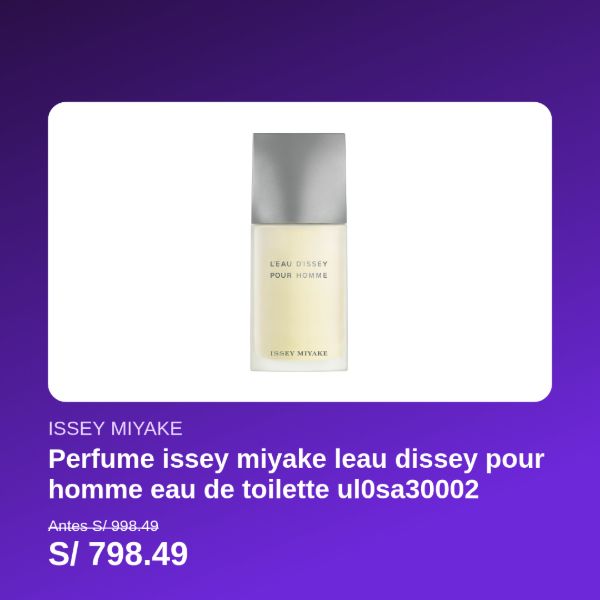 L'EAU D'ISSEY
POUR HOMME
ISSEY MIYAKE
ISSEY MIYAKE
Perfume issey miyake leau dissey pour
homme eau de toilette ul0sa30002
Antes S/ 998.49
S/ 798.49